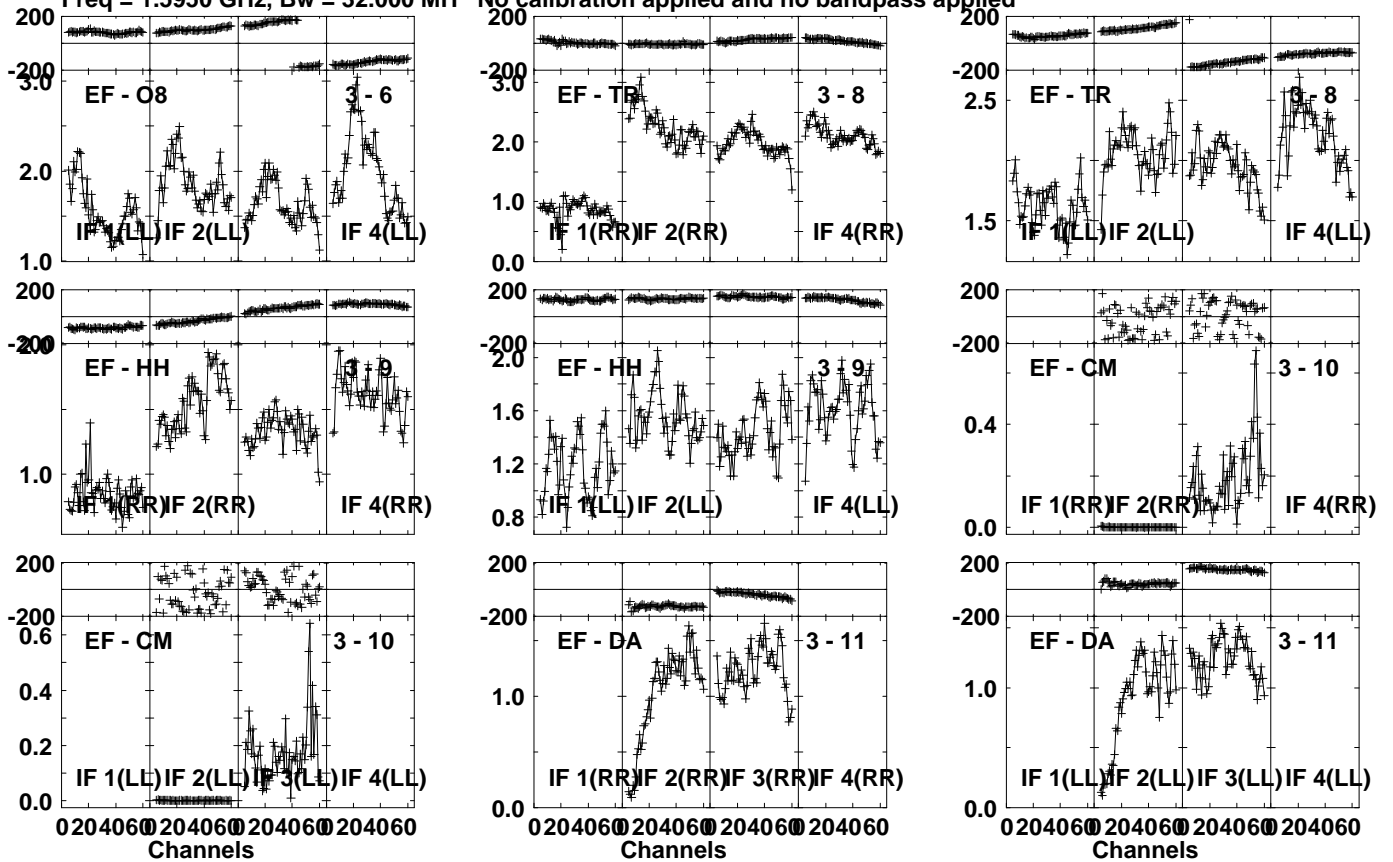 Freq = 1.5950 GHz, Bw = 32.000 MH No calibration applied and no bandpass applied
200 200 200
-200 -200 -200
EF - O8 3 - 6 EF - TR 3 - 8 EF - TR 3 - 8
3.0 3.0 2.5
2.0 2.0
1.0 1.5
1.0 0.0
IF 1(LL) IF 2(LL) IF 4(LL) IF 1(RR) IF 2(RR) IF 4(RR) IF 1(LL) IF 2(LL) IF 4(LL)
200 200 200
-200 -200 -200
EF - HH 3 - 9 EF - HH 3 - 9 EF - CM 3 - 10
2.0 2.0
1.6 0.4
1.0 1.2
0.8 0.0
IF 1(RR) IF 2(RR) IF 4(RR) IF 1(LL) IF 2(LL) IF 4(LL) IF 1(RR) IF 2(RR) IF 4(RR)
200 200 200
-200 -200 -200
EF - CM 3 - 10 EF - DA 3 - 11 EF - DA 3 - 11
0.6
0.4 1.0 1.0
0.2
IF 1(LL) IF 2(LL) IF 3(LL) IF 4(LL) IF 1(RR) IF 2(RR) IF 3(RR) IF 4(RR) IF 1(LL) IF 2(LL) IF 3(LL) IF 4(LL)
0.0 0.0 0.0
0 20 40 60 0 20 40 60 0 20 40 60 0 20 40 60 0 20 40 60 0 20 40 60 0 20 40 60 0 20 40 60 0 20 40 60 0 20 40 60 0 20 40 60 0 20 40 60
Channels Channels Channels